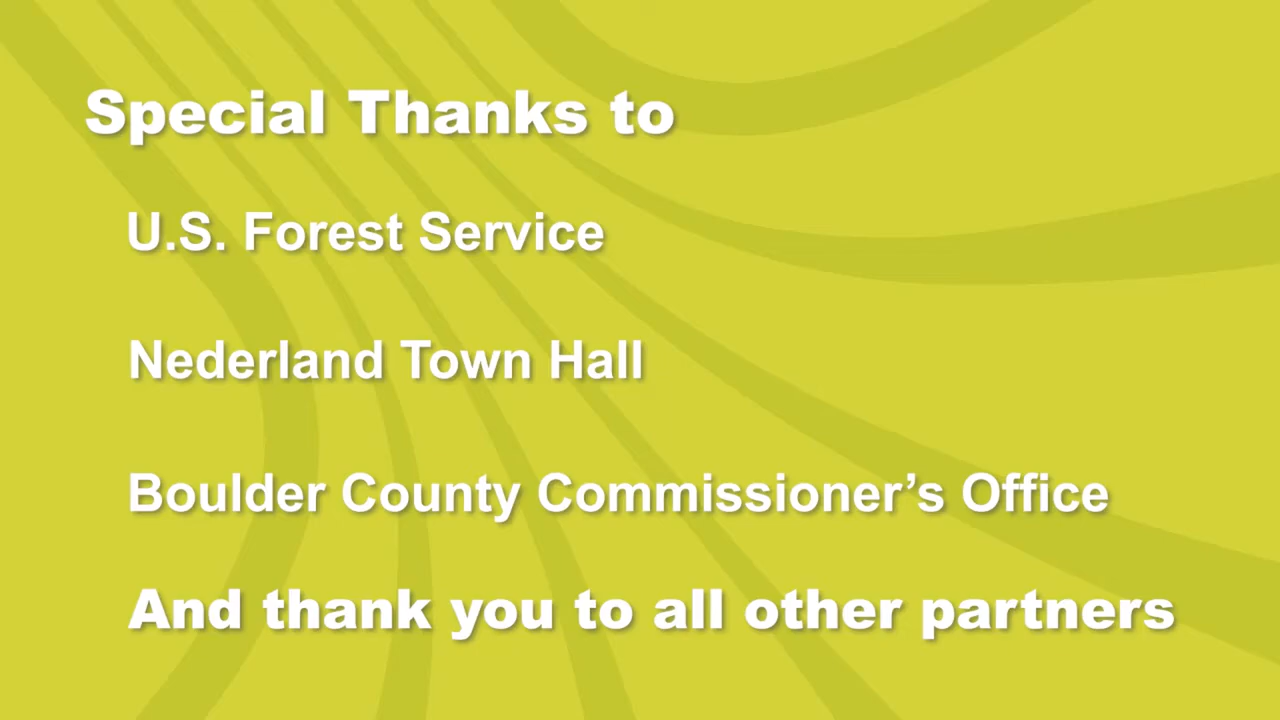 Special Thanks to
U.S. Forest Service
Nederland Town Hall
Boulder County Commissioner’s Office
And thank you to all other partners